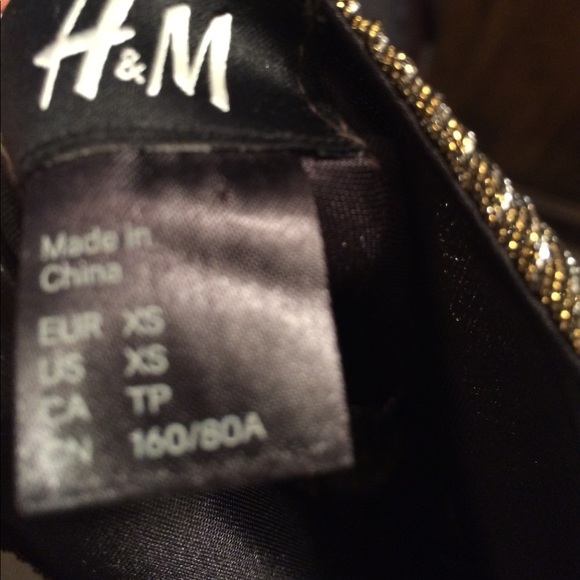 H&M
Made in
China
EUR XS
US XS
CA TP
CN 160/80A